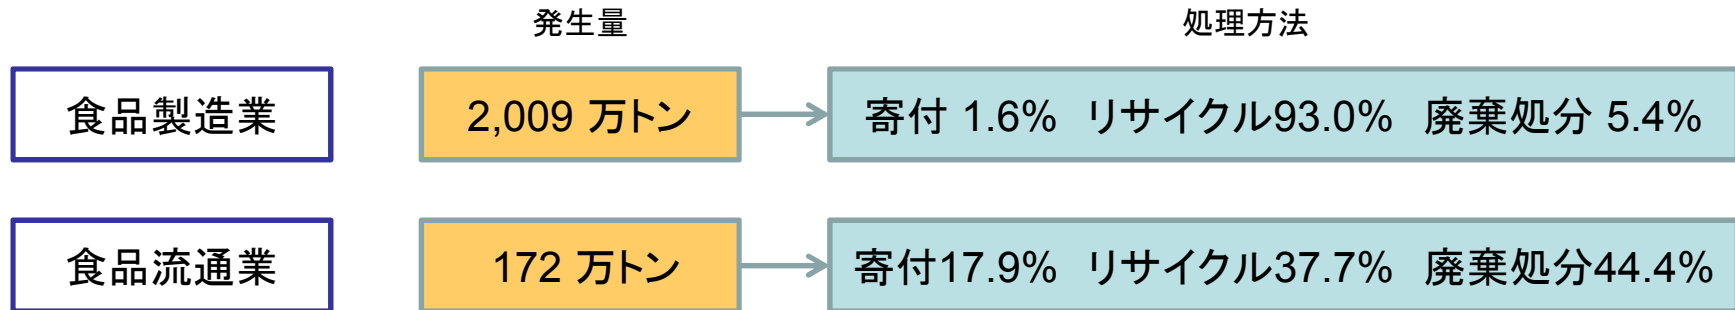 発生量 処理方法
食品製造業 2,009 万トン 寄付 1.6% リサイクル93.0% 廃棄処分 5.4%
食品流通業 172 万トン 寄付17.9% リサイクル37.7% 廃棄処分44.4%